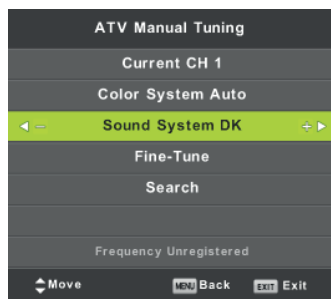 ATV Manual Tuning
Current CH 1
Color System Auto
Sound System DK
Fine-Tune
Search
Frequency Unregistered
Move MENU Back EXIT Exit